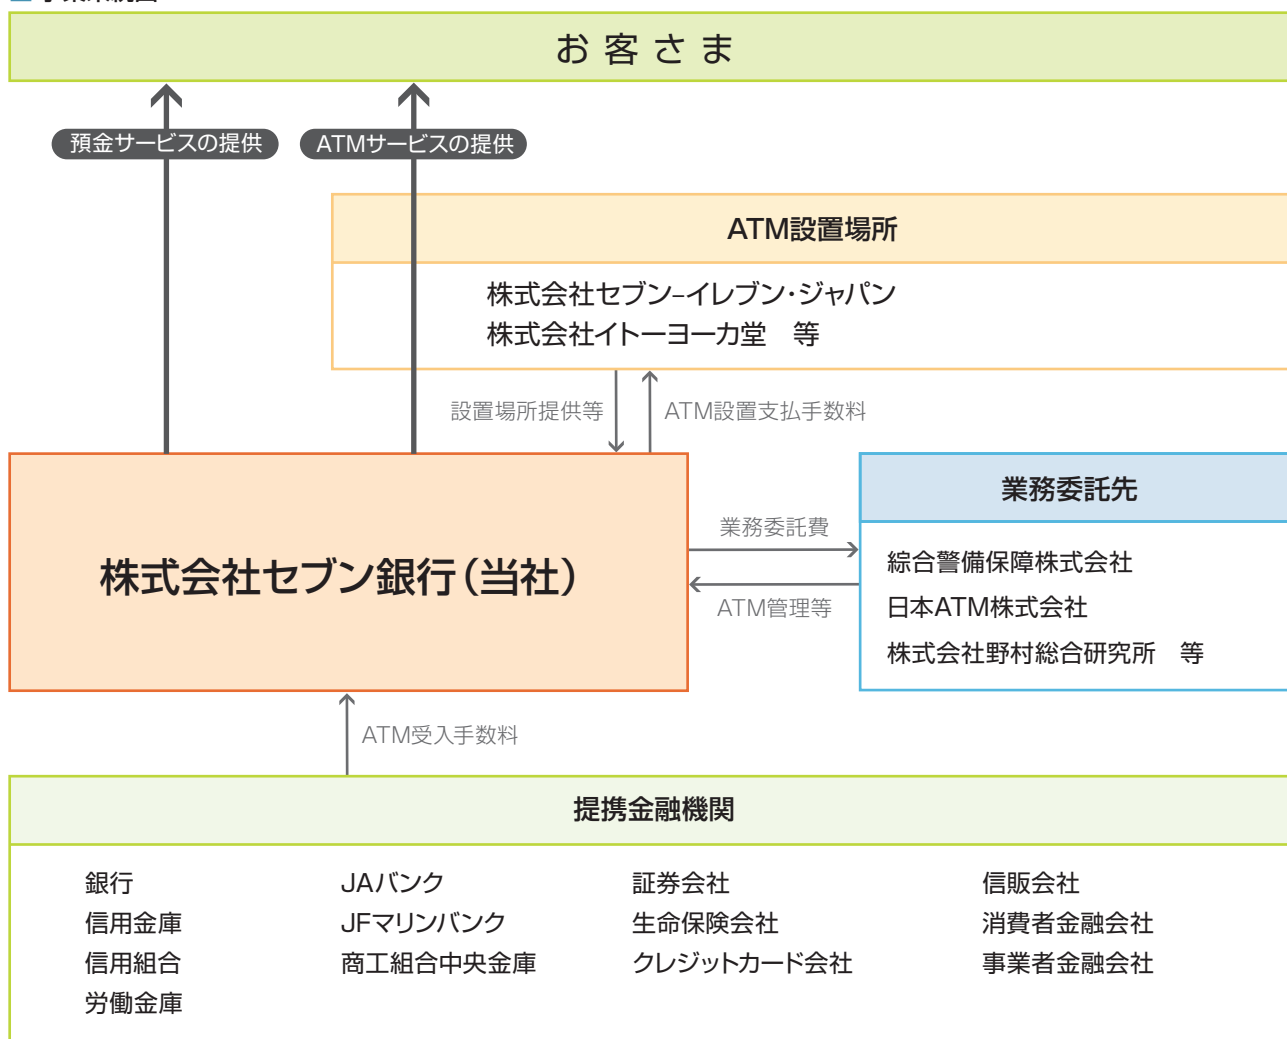 お客さま
預金サービスの提供
ATMサービスの提供
ATM設置場所
株式会社セブン−イレブン・ジャパン
株式会社イトーヨーカ堂　等
設置場所提供等
ATM設置支払手数料
株式会社セブン銀行(当社)
業務委託費
ATM管理等
業務委託先
綜合警備保障株式会社
日本ATM株式会社
株式会社野村総合研究所　等
ATM受入手数料
提携金融機関
銀行
信用金庫
信用組合
労働金庫
JAバンク
JFマリンバンク
商工組合中央金庫
証券会社
生命保険会社
クレジットカード会社
信販会社
消費者金融会社
事業者金融会社